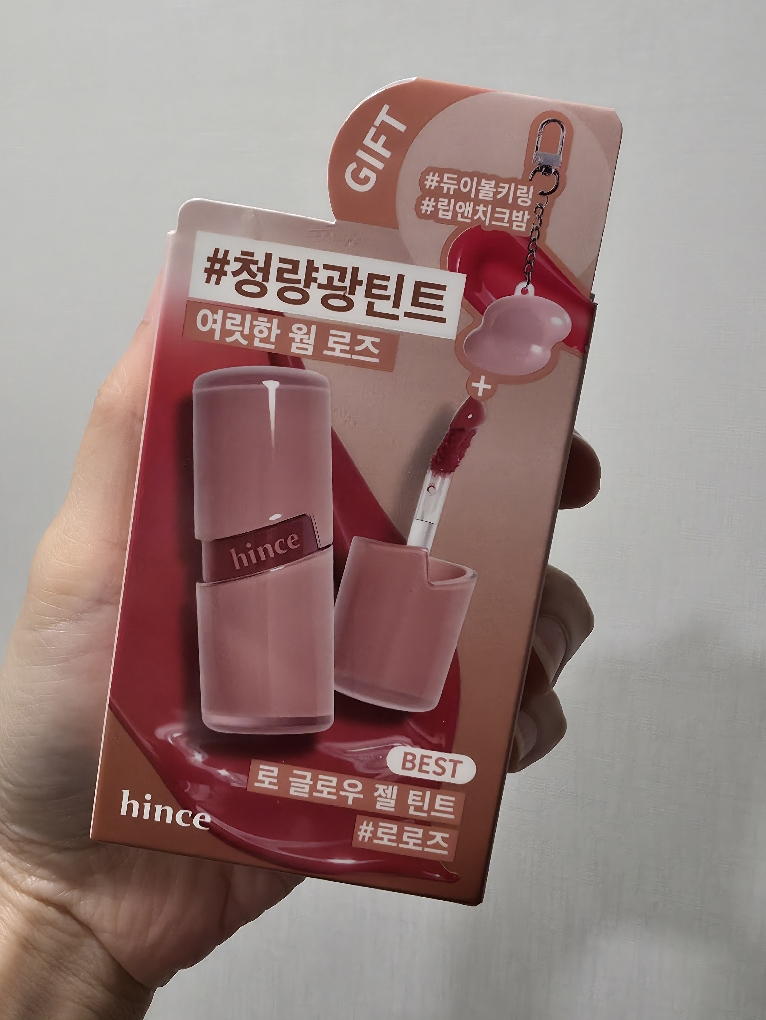 GIFT
#듀이볼키링
#립앤치크밤
#청량광틴트
여릿한 웜 로즈
+
hince
BEST
로 글로우 젤 틴트
#로로즈
hince